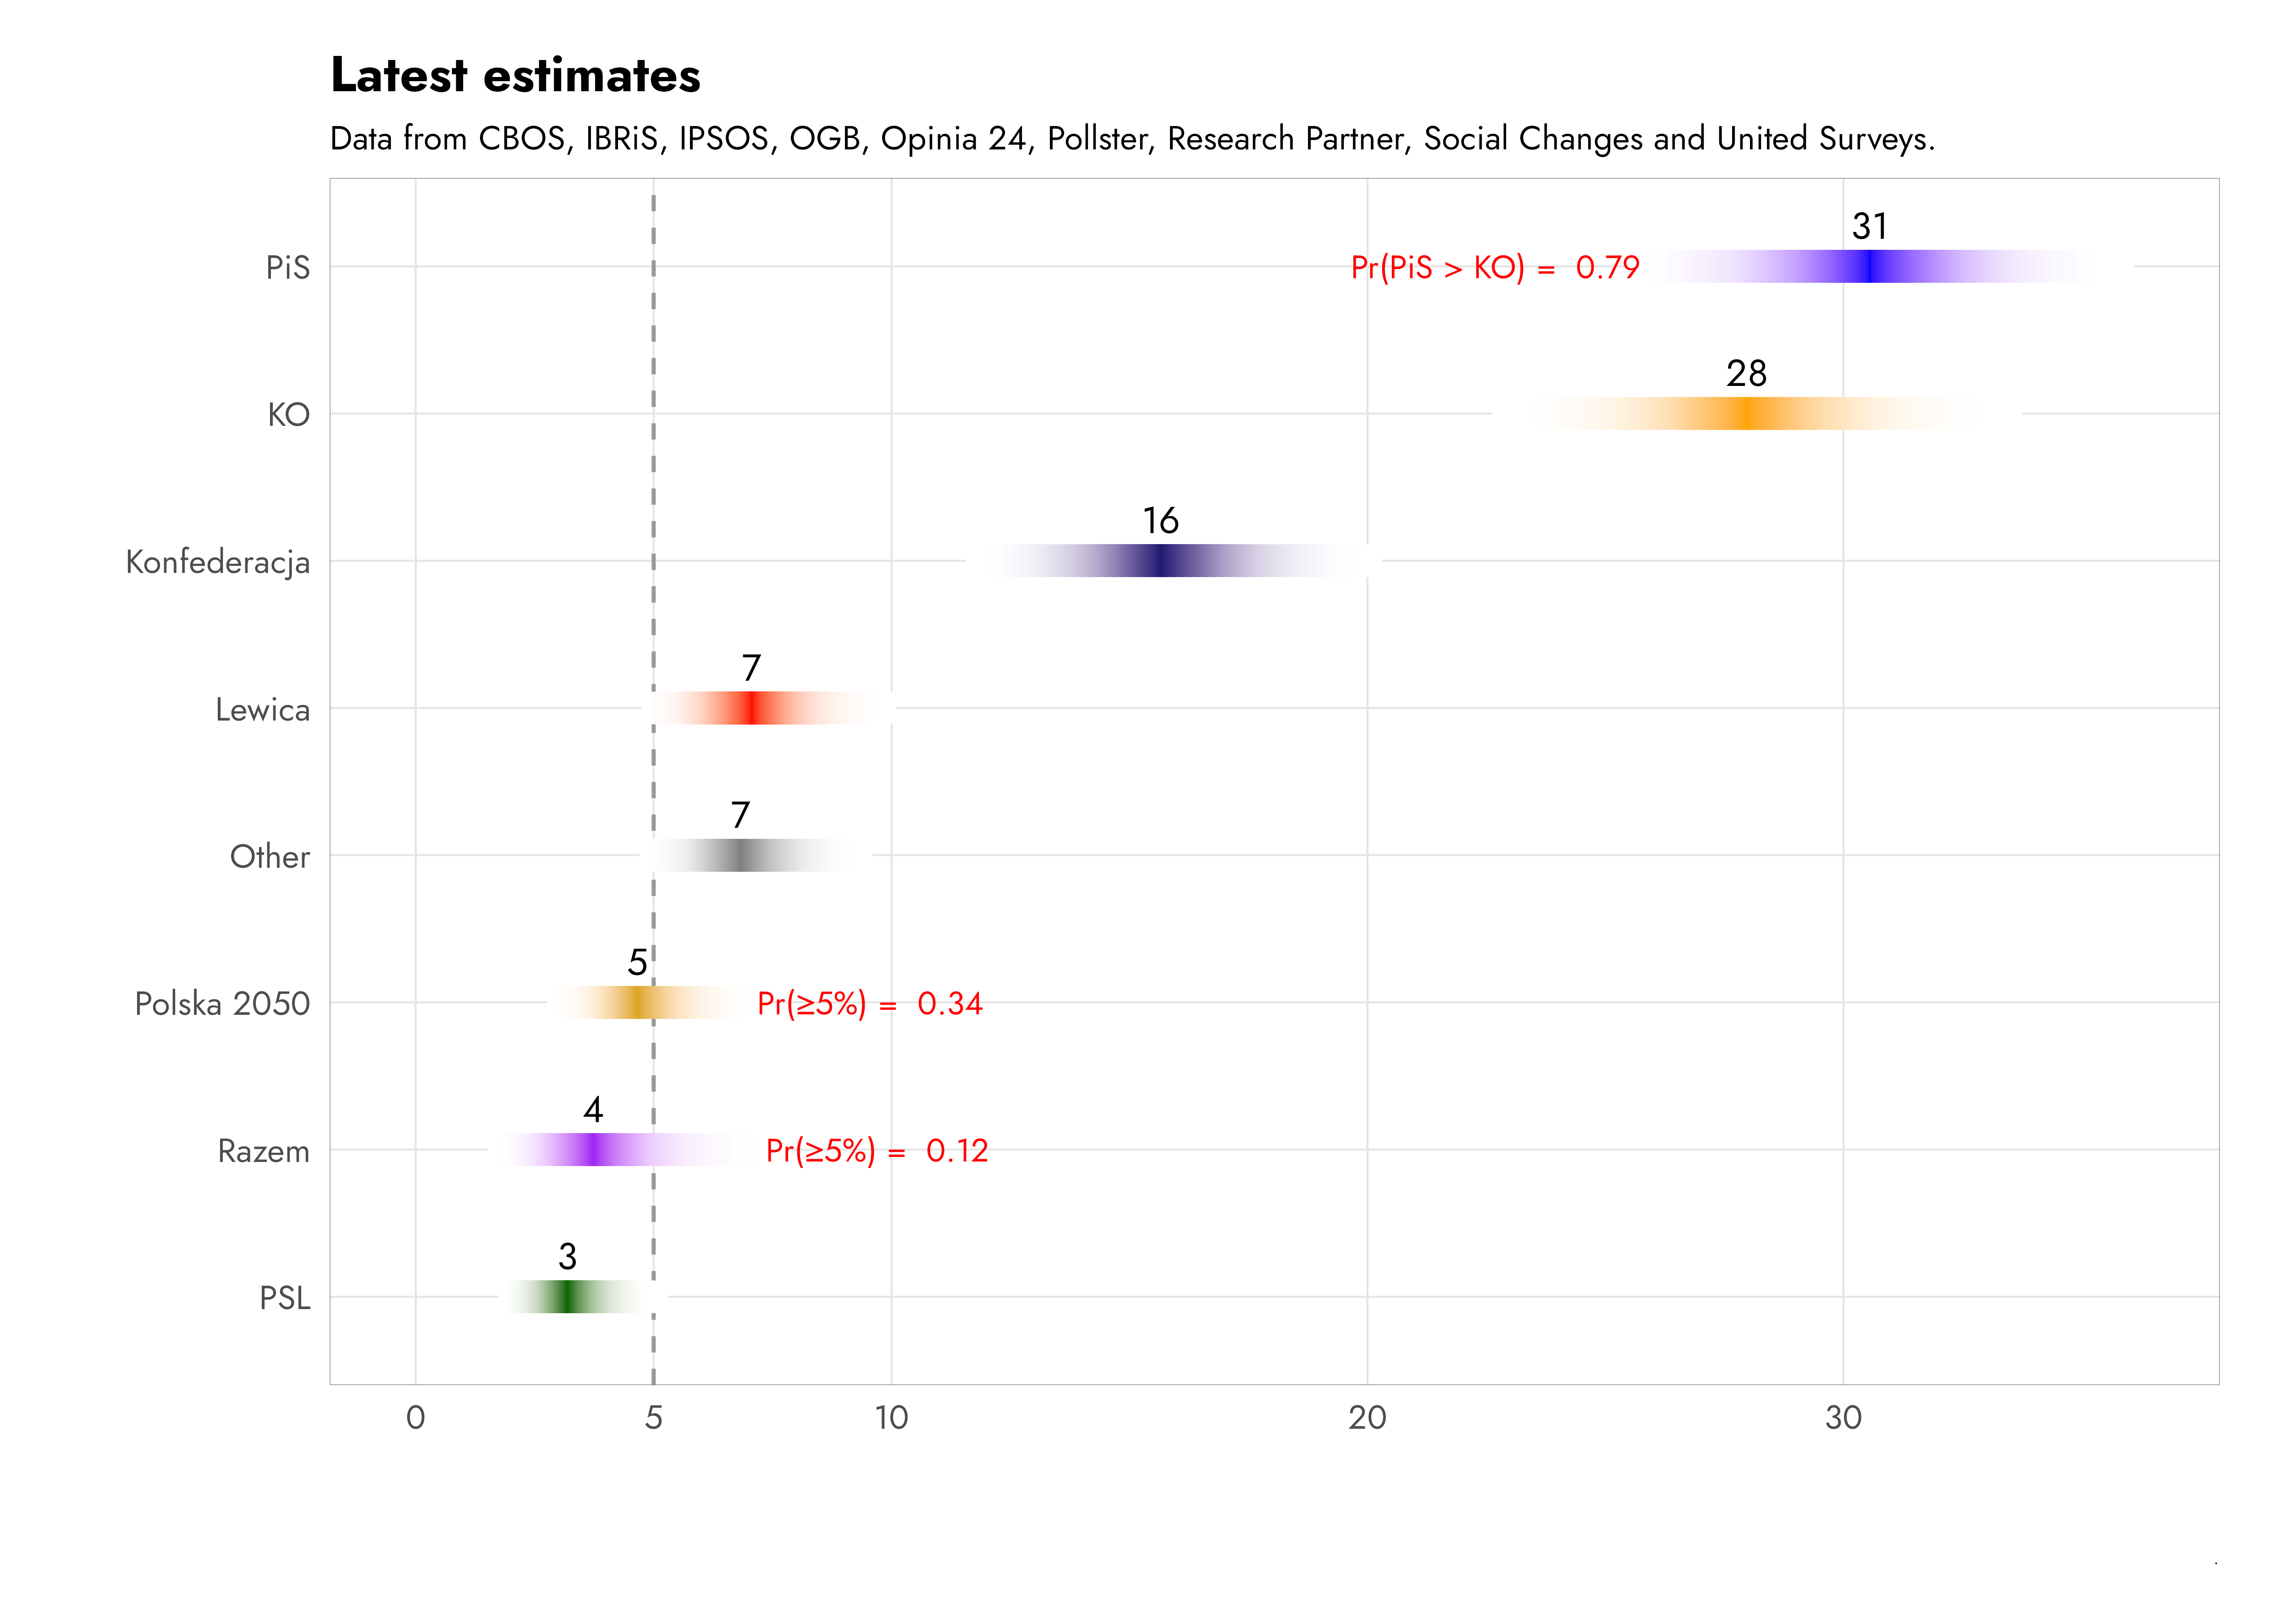 Latest estimates
Data from CBOS, IBRiS, IPSOS, OGB, Opinia 24, Pollster, Research Partner, Social Changes and United Surveys.
31
PiS
Pr(PiS > KO) = 0.79
28
KO
16
Konfederacja
7
Lewica
7
Other
5
Polska 2050
Pr(≥5%) = 0.34
4
Razem
Pr(≥5%) = 0.12
3
PSL
0 5 10 20 30
.